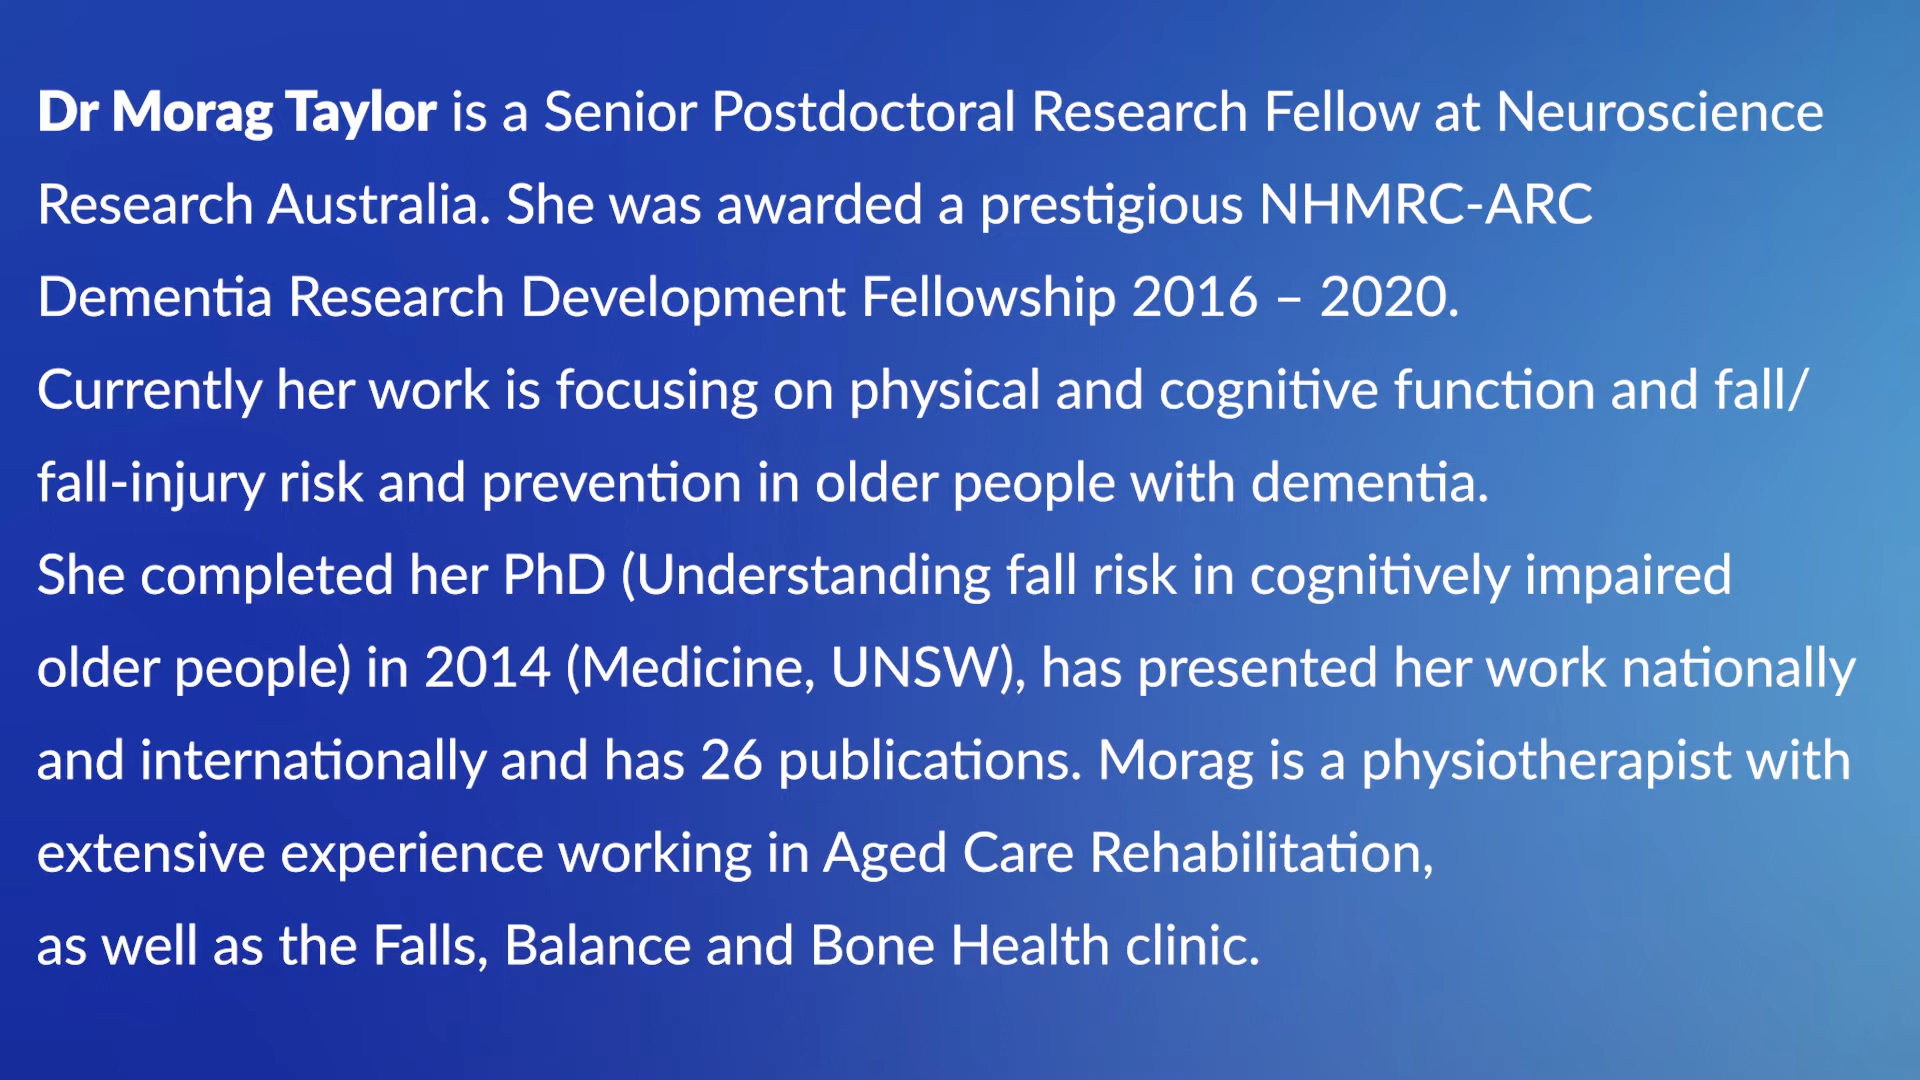 Dr Morag Taylor is a Senior Postdoctoral Research Fellow at Neuroscience
Research Australia. She was awarded a prestigious NHMRC-ARC
Dementia Research Development Fellowship 2016 – 2020.
Currently her work is focusing on physical and cognitive function and fall/
fall-injury risk and prevention in older people with dementia.
She completed her PhD (Understanding fall risk in cognitively impaired
older people) in 2014 (Medicine, UNSW), has presented her work nationally
and internationally and has 26 publications. Morag is a physiotherapist with
extensive experience working in Aged Care Rehabilitation,
as well as the Falls, Balance and Bone Health clinic.